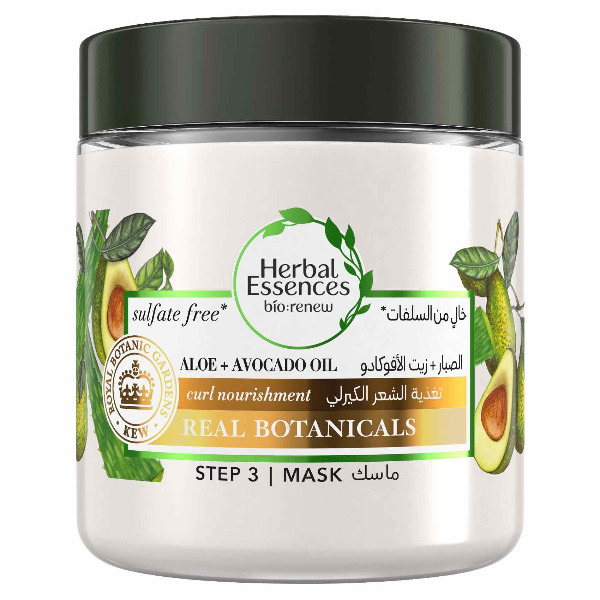 Herbal
Essences
bio:renew
sulfate free* خالٍ من السلفات*
ALOE + AVOCADO OIL الصبار + زيت الأفوكادو
curl nourishment تغذية الشعر الكيرلي
REAL BOTANICALS
ROYAL BOTANIC GARDENS
• KEW •
STEP 3 | MASK ماسك